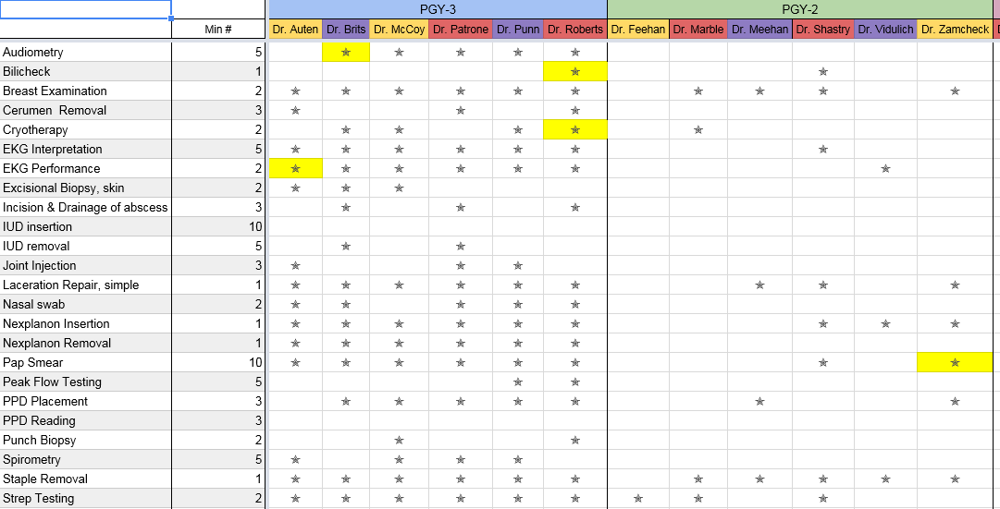 PGY-3 PGY-2
Min # Dr. Auten Dr. Brits Dr. McCoy Dr. Patrone Dr. Punn Dr. Roberts Dr. Feehan Dr. Marble Dr. Meehan Dr. Shastry Dr. Vidulich Dr. Zamcheck
Audiometry 5
Bilicheck 1
Breast Examination 2
Cerumen Removal 3
Cryotherapy 2
EKG Interpretation 5
EKG Performance 2
Excisional Biopsy, skin 2
Incision & Drainage of abscess 3
IUD insertion 10
IUD removal 5
Joint Injection 3
Laceration Repair, simple 1
Nasal swab 2
Nexplanon Insertion 1
Nexplanon Removal 1
Pap Smear 10
Peak Flow Testing 5
PPD Placement 3
PPD Reading 3
Punch Biopsy 2
Spirometry 5
Staple Removal 1
Strep Testing 2